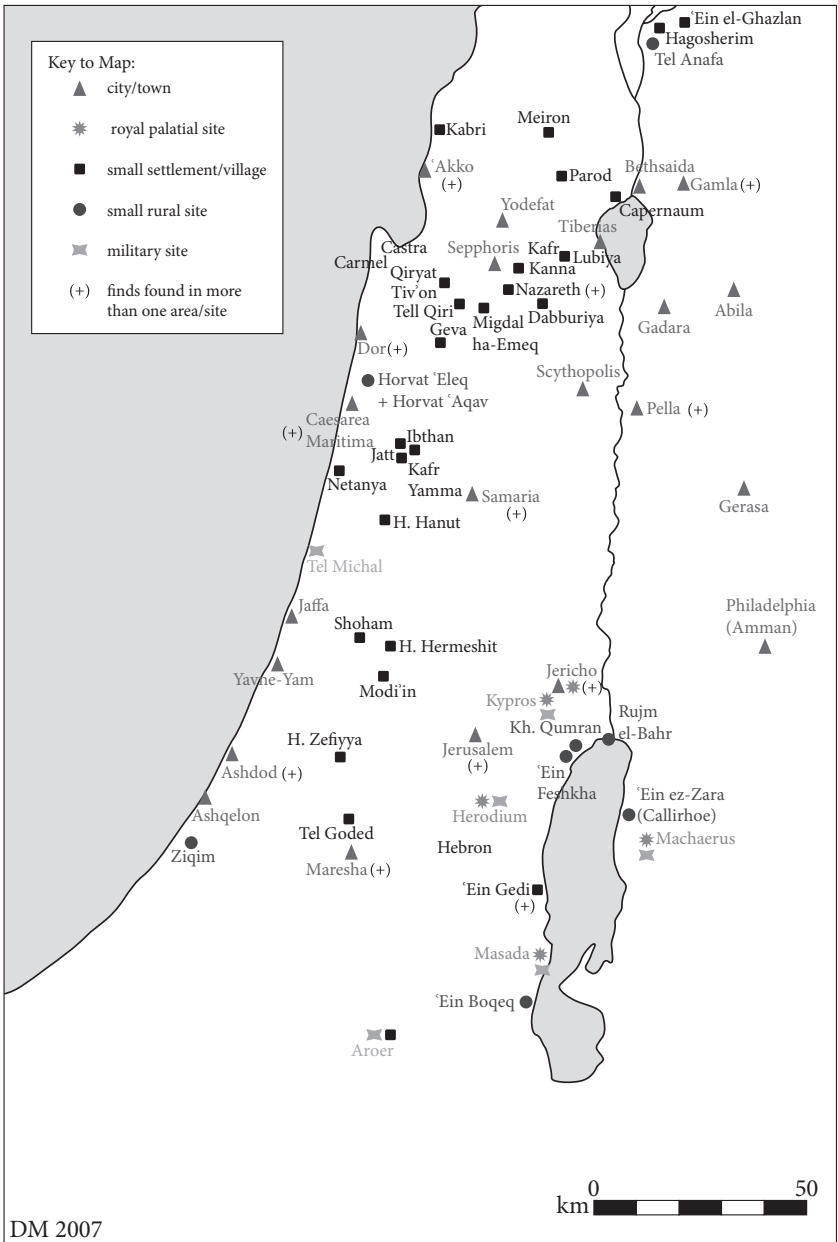 Key to Map:
city/town
royal palatial site
small settlement/village
small rural site
military site
(+) finds found in more
than one area/site
ʿEin el-Ghazlan
Hagosherim
Tel Anafa
Kabri
Meiron
ʿAkko
(+)
Parod
Bethsaida
Gamla (+)
Capernaum
Yodefat
Tiberias
Castra
Carmel
Sepphoris
Kafr
Kanna
Lubiya
Qiryat
Tivʿon
Nazareth (+)
Tell Qiri
Geva
Migdal
ha-Emeq
Dabburiya
Gadara
Abila
Dor (+)
Scythopolis
Horvat ʿEleq
+ Horvat ʿAqav
Pella (+)
(+) Caesarea
Maritima
Ibthan
Jatt
Kafr
Yamma
Netanya
Samaria
(+)
Gerasa
H. Hanut
Tel Michal
Jaffa
Philadelphia
(Amman)
Shoham
H. Hermeshit
Yavne-Yam
Modiʿin
Jericho
(+)
Kypros
Kh. Qumran
Rujm
el-Bahr
H. Zefiyya
Jerusalem
(+)
Ashdod (+)
ʿEin
Feshkha
Ashqelon
Herodium
ʿEin ez-Zara
(Callirhoe)
Tel Goded
Machaerus
Ziqim
Hebron
Maresha (+)
ʿEin Gedi
(+)
Masada
ʿEin Boqeq
Aroer
0 50
km
DM 2007